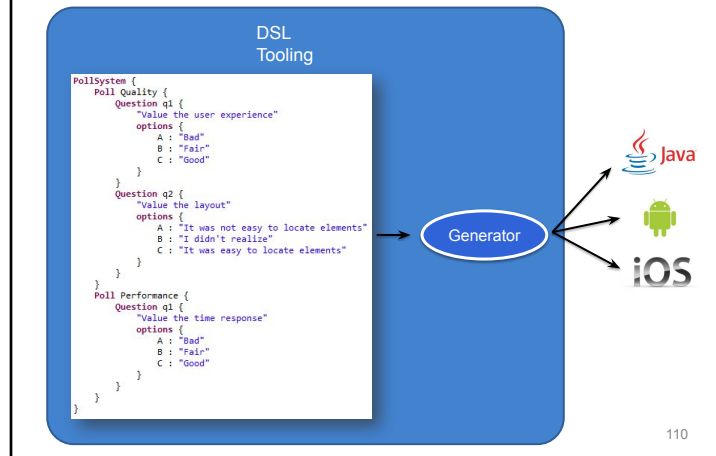 DSL
Tooling
PollSystem {
    Poll Quality {
        Question q1 {
            "Value the user experience"
            options {
                A : "Bad"
                B : "Fair"
                C : "Good"
            }
        }
        Question q2 {
            "Value the layout"
            options {
                A : "It was not easy to locate elements"
                B : "I didn't realize"
                C : "It was easy to locate elements"
            }
        }
    }
    Poll Performance {
        Question q1 {
            "Value the time response"
            options {
                A : "Bad"
                B : "Fair"
                C : "Good"
            }
        }
    }
}
Generator
Java
iOS
110